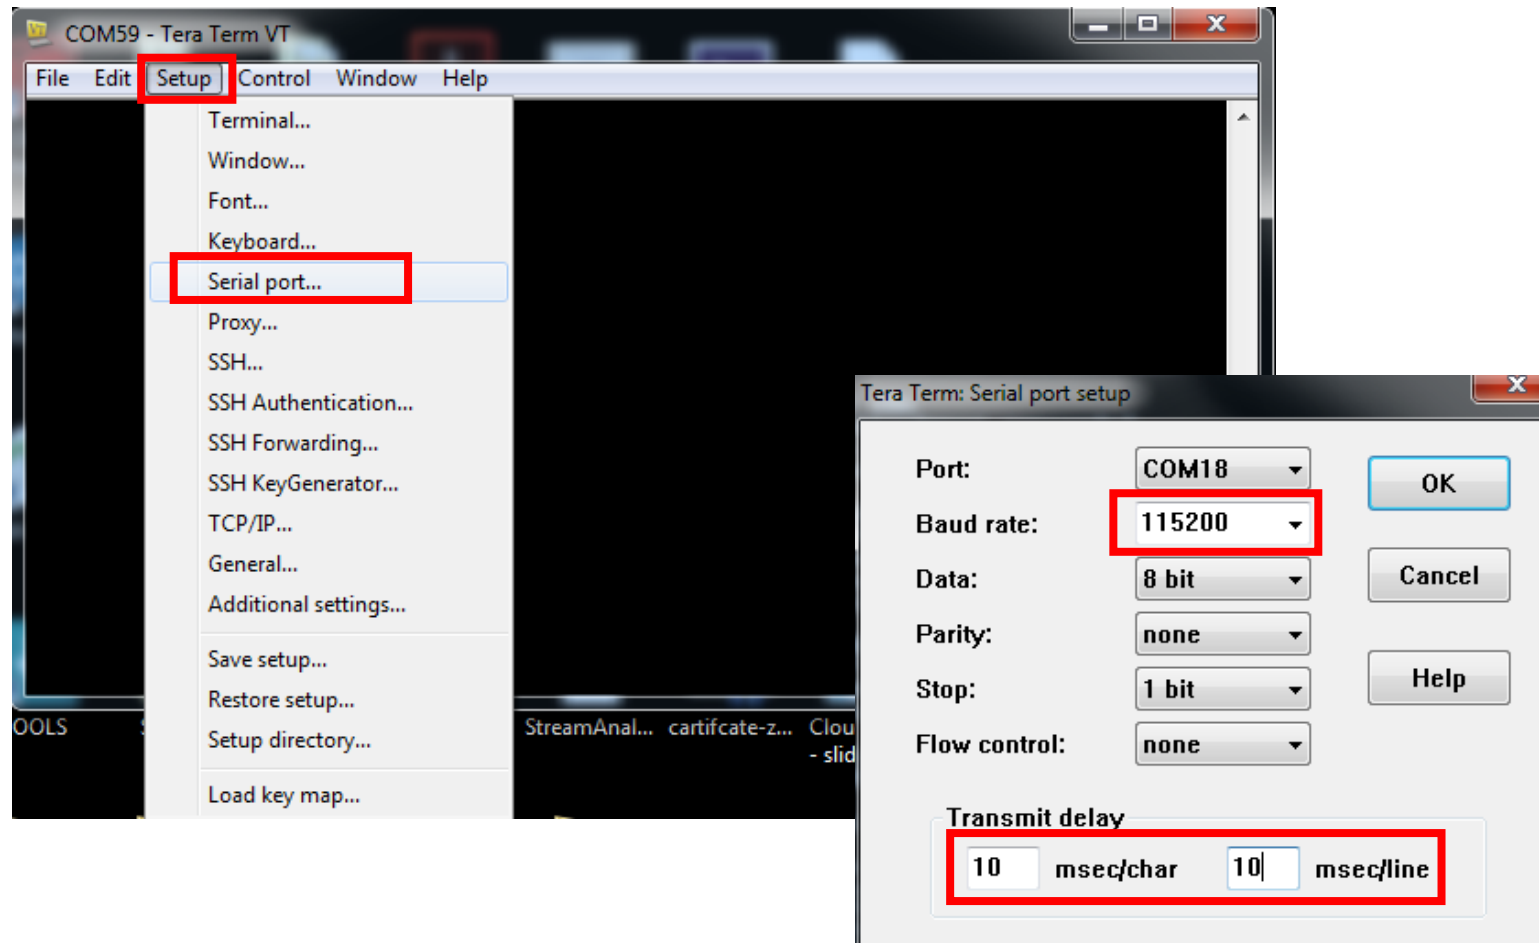 COM59 - Tera Term VT
File Edit Setup Control Window Help
Terminal...
Window...
Font...
Keyboard...
Serial port...
Proxy...
SSH...
SSH Authentication...
SSH Forwarding...
SSH KeyGenerator...
TCP/IP...
General...
Additional settings...
Save setup...
Restore setup...
Setup directory...
Load key map...
OOLS
StreamAnal... cartifcate-z... Clou
- slid
Tera Term: Serial port setup
Port: COM18 OK
Baud rate: 115200
Data: 8 bit Cancel
Parity: none
Stop: 1 bit Help
Flow control: none
Transmit delay
10 msec/char 10 msec/line